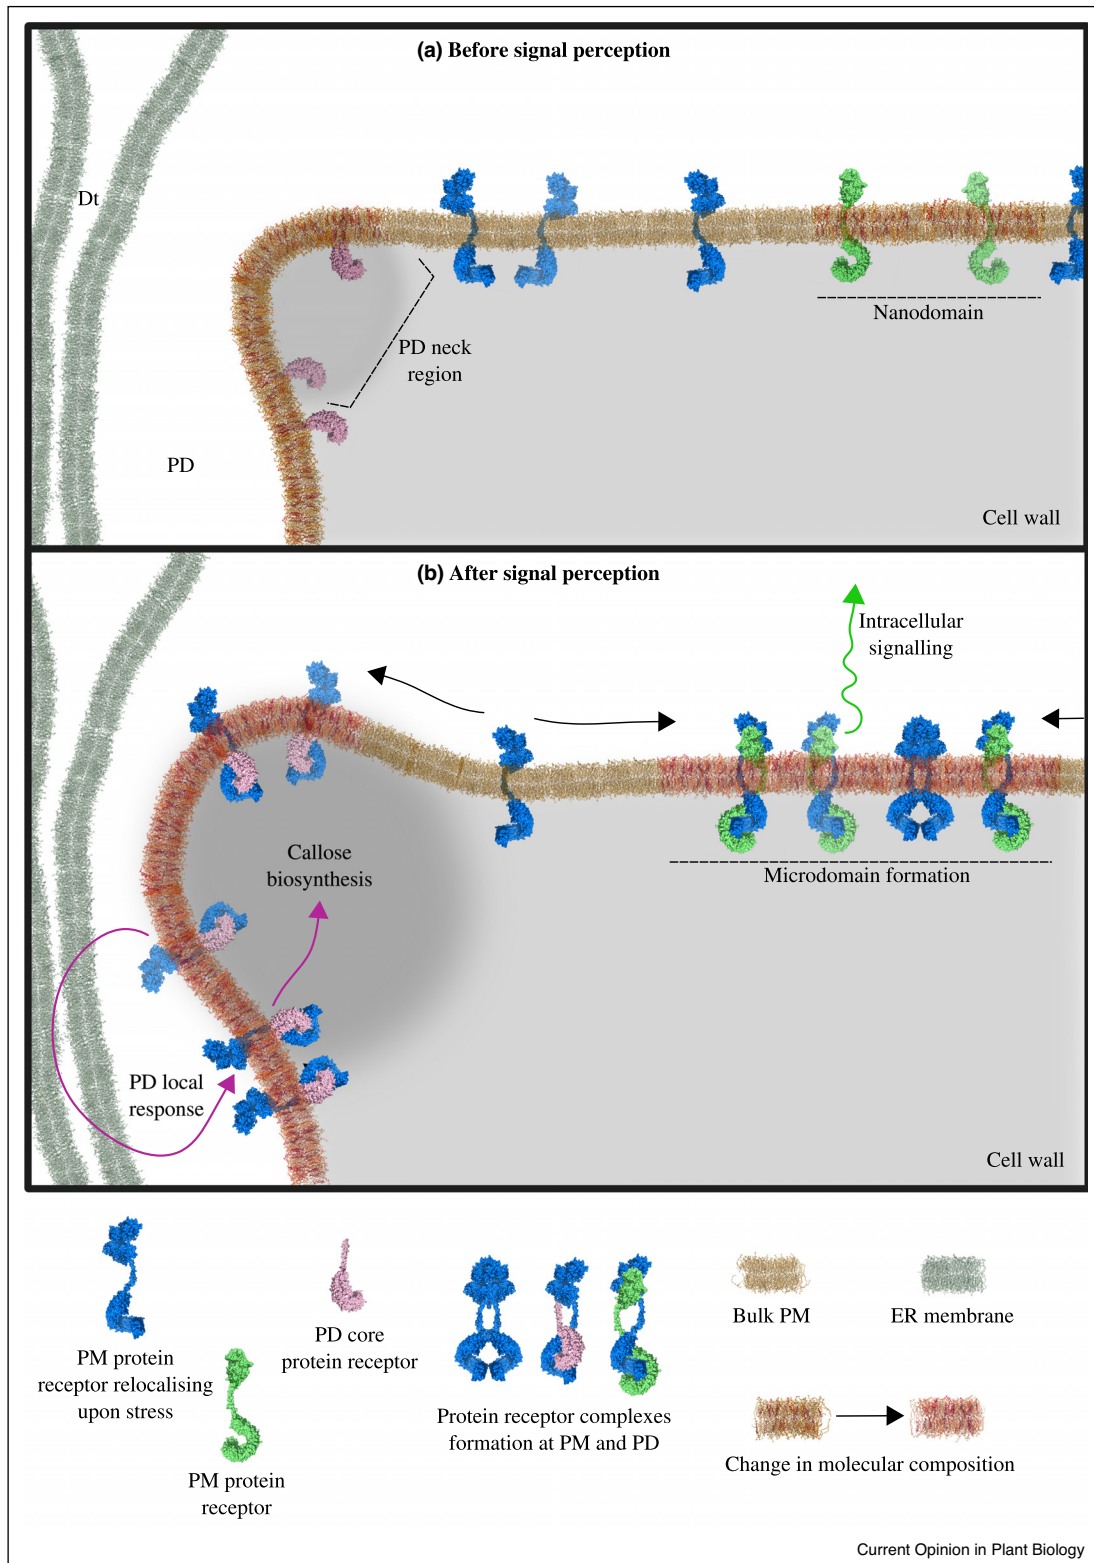 (a) Before signal perception
Dt
Nanodomain
PD neck
region
PD
Cell wall
(b) After signal perception
Intracellular
signalling
Callose
biosynthesis
Microdomain formation
PD local
response
Cell wall
PM protein
receptor relocalising
upon stress
PM protein
receptor
PD core
protein receptor
Protein receptor complexes
formation at PM and PD
Bulk PM
ER membrane
Change in molecular composition
Current Opinion in Plant Biology